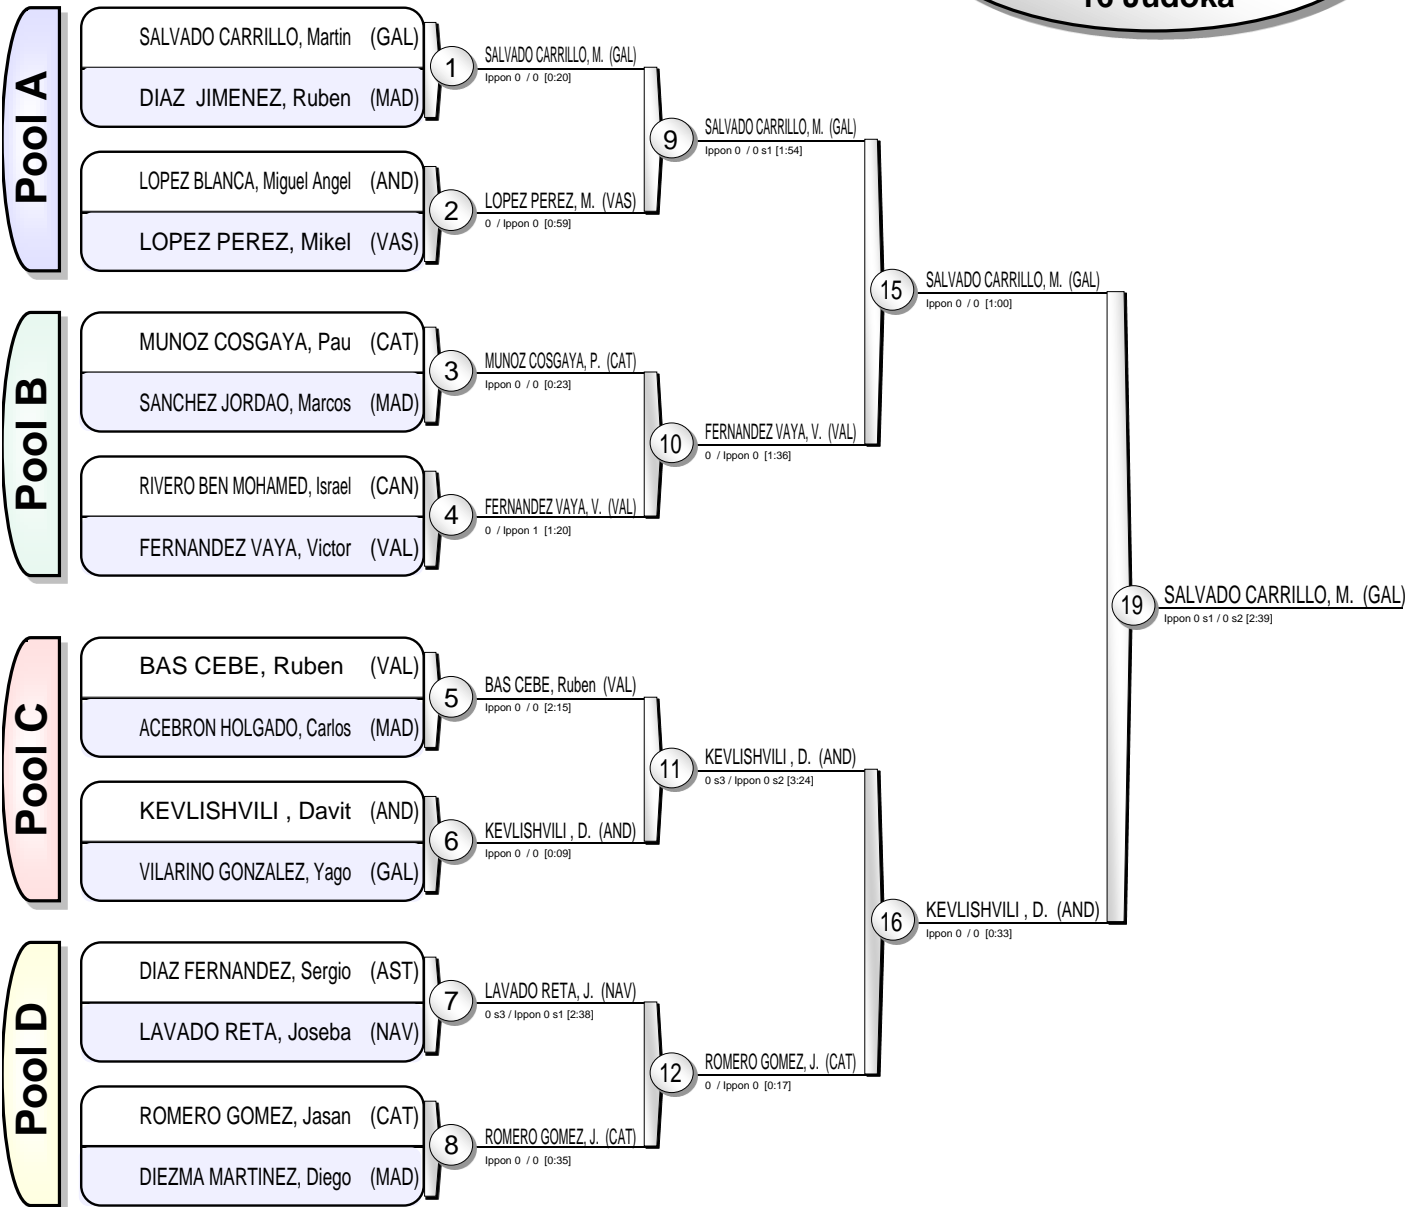 16 Judoka
Pool A
SALVADO CARRILLO, Martin (GAL)
DIAZ JIMENEZ, Ruben (MAD)
1
SALVADO CARRILLO, M. (GAL)
Ippon 0 / 0 [0:20]
LOPEZ BLANCA, Miguel Angel (AND)
LOPEZ PEREZ, Mikel (VAS)
2
LOPEZ PEREZ, M. (VAS)
0 / Ippon 0 [0:59]
9
SALVADO CARRILLO, M. (GAL)
Ippon 0 / 0 s1 [1:54]
Pool B
MUNOZ COSGAYA, Pau (CAT)
SANCHEZ JORDAO, Marcos (MAD)
3
MUNOZ COSGAYA, P. (CAT)
Ippon 0 / 0 [0:23]
RIVERO BEN MOHAMED, Israel (CAN)
FERNANDEZ VAYA, Victor (VAL)
4
FERNANDEZ VAYA, V. (VAL)
0 / Ippon 1 [1:20]
10
FERNANDEZ VAYA, V. (VAL)
0 / Ippon 0 [1:36]
15
SALVADO CARRILLO, M. (GAL)
Ippon 0 / 0 [1:00]
Pool C
BAS CEBE, Ruben (VAL)
ACEBRON HOLGADO, Carlos (MAD)
5
BAS CEBE, Ruben (VAL)
Ippon 0 / 0 [2:15]
KEVLISHVILI , Davit (AND)
VILARINO GONZALEZ, Yago (GAL)
6
KEVLISHVILI , D. (AND)
Ippon 0 / 0 [0:09]
11
KEVLISHVILI , D. (AND)
0 s3 / Ippon 0 s2 [3:24]
Pool D
DIAZ FERNANDEZ, Sergio (AST)
LAVADO RETA, Joseba (NAV)
7
LAVADO RETA, J. (NAV)
0 s3 / Ippon 0 s1 [2:38]
ROMERO GOMEZ, Jasan (CAT)
DIEZMA MARTINEZ, Diego (MAD)
8
ROMERO GOMEZ, J. (CAT)
Ippon 0 / 0 [0:35]
12
ROMERO GOMEZ, J. (CAT)
0 / Ippon 0 [0:17]
16
KEVLISHVILI , D. (AND)
Ippon 0 / 0 [0:33]
19
SALVADO CARRILLO, M. (GAL)
Ippon 0 s1 / 0 s2 [2:39]